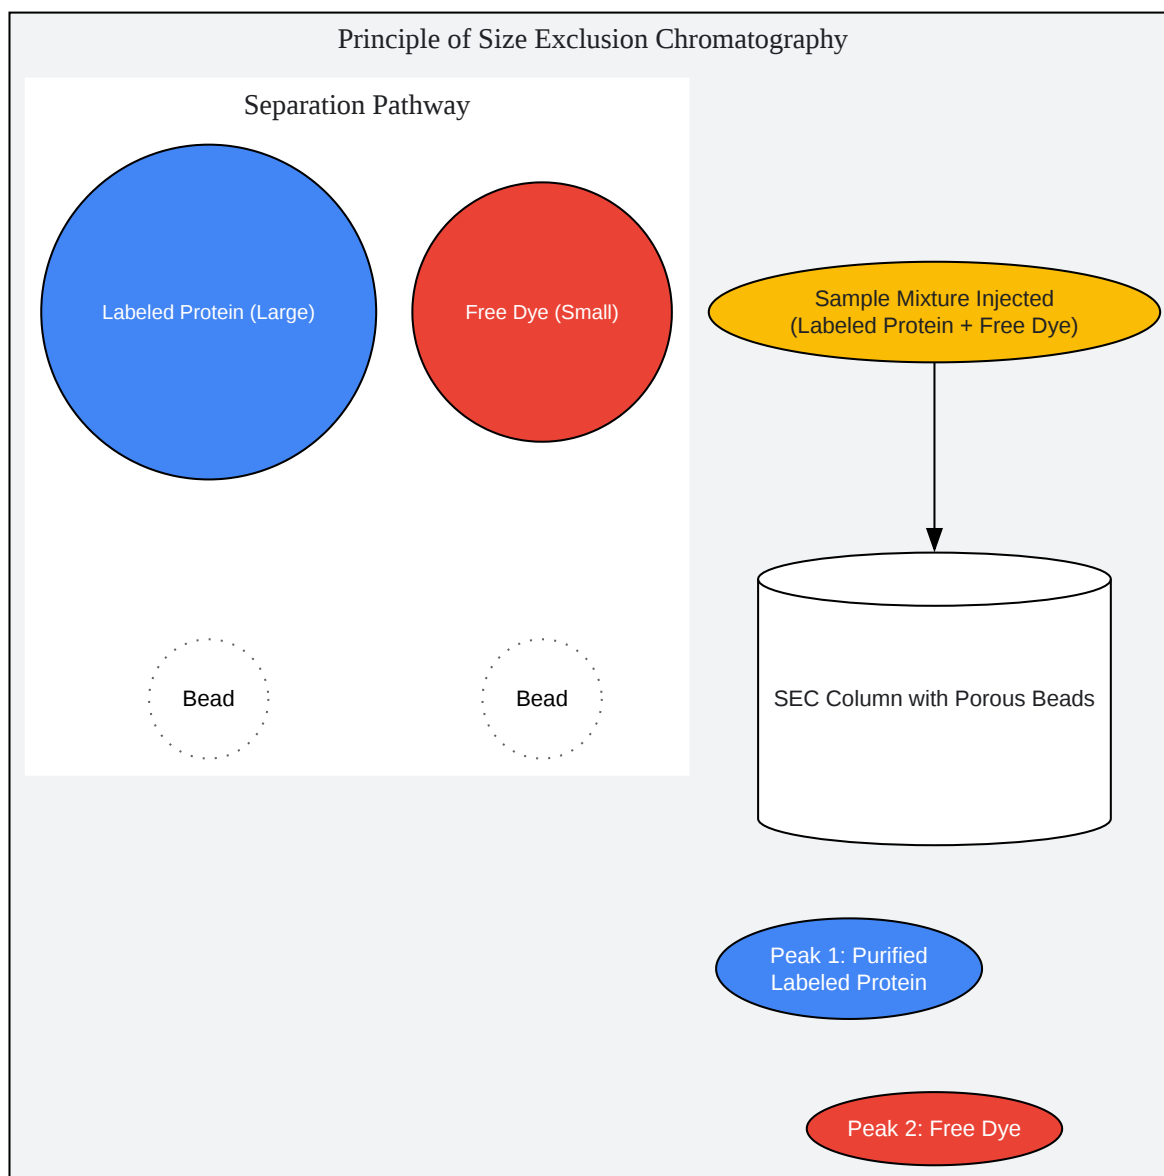 Principle of Size Exclusion Chromatography
Separation Pathway
Labeled Protein (Large)
Free Dye (Small)
Sample Mixture Injected
(Labeled Protein + Free Dye)
Bead
Bead
SEC Column with Porous Beads
Peak 1: Purified
Labeled Protein
Peak 2: Free Dye